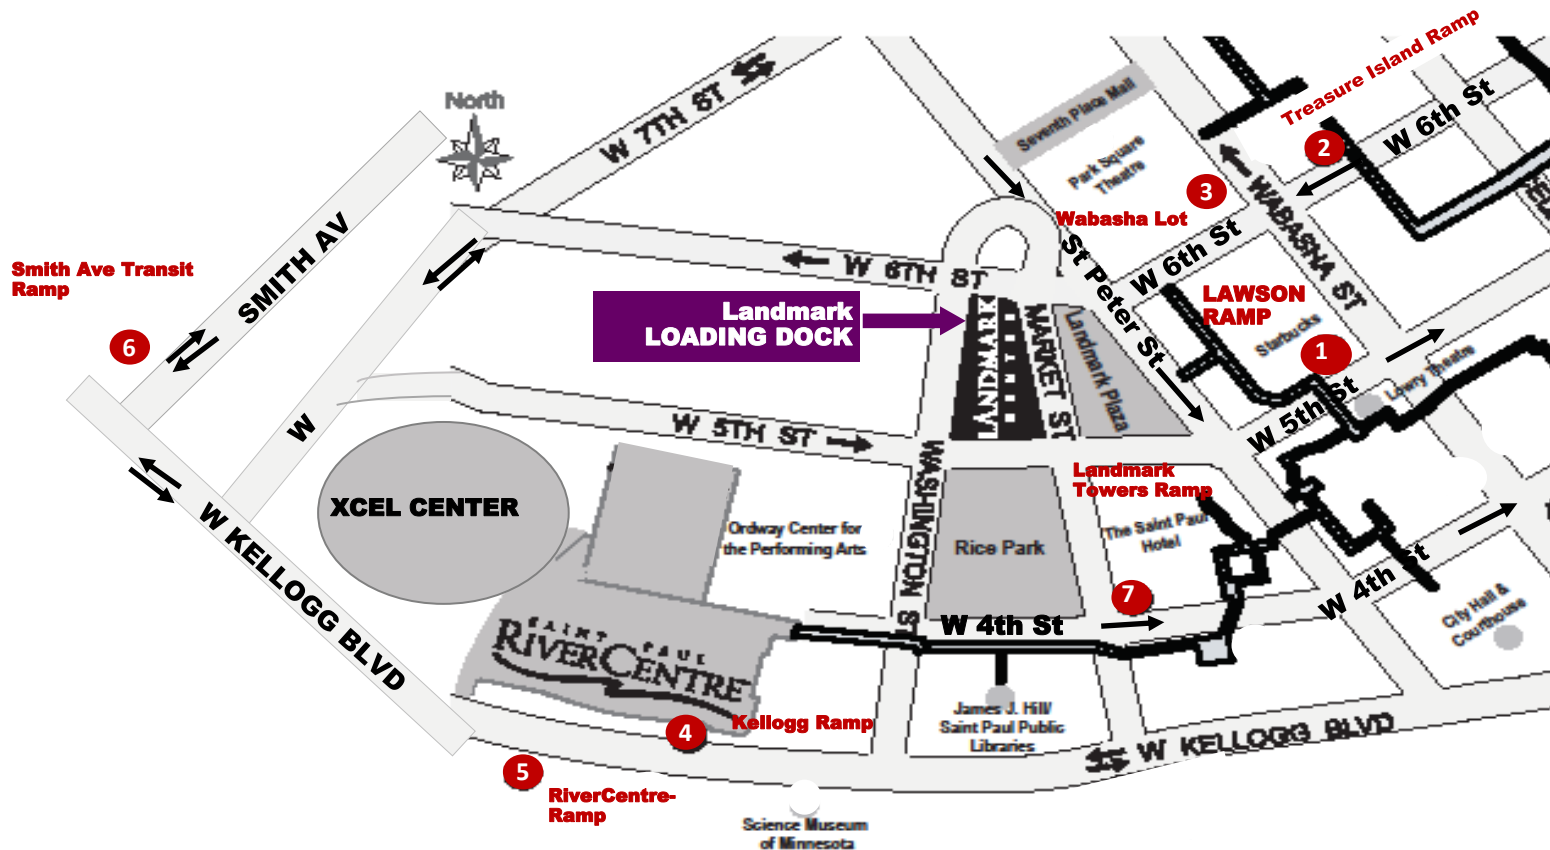 Treasure Island Ramp
North
W 7TH ST
Seventh Place Mall
Park Square
Theatre
W 6th St
2
3
Wabasha Lot
WABASHA ST
SMITH AV
St Peter St
W 6th St
Smith Ave Transit
Ramp
W 6TH ST
LAWSON
RAMP
Landmark
LOADING DOCK
LANDMARK
MARKET ST
Landmark Plaza
Starbucks
1
6
Lowry Theatre
W 5th St
W
W 5TH ST
WASHINGTON ST
Landmark
Towers Ramp
XCEL CENTER
W KELLOGG BLVD
Ordway Center for
the Performing Arts
Rice Park
The Saint Paul
Hotel
W 4th St
7
City Hall &
Courthouse
W 4th St
SAINT PAUL
RIVERCENTRE
4
Kellogg Ramp
James J. Hill/
Saint Paul Public
Libraries
W KELLOGG BLVD
5
RiverCentre-
Ramp
Science Museum
of Minnesota